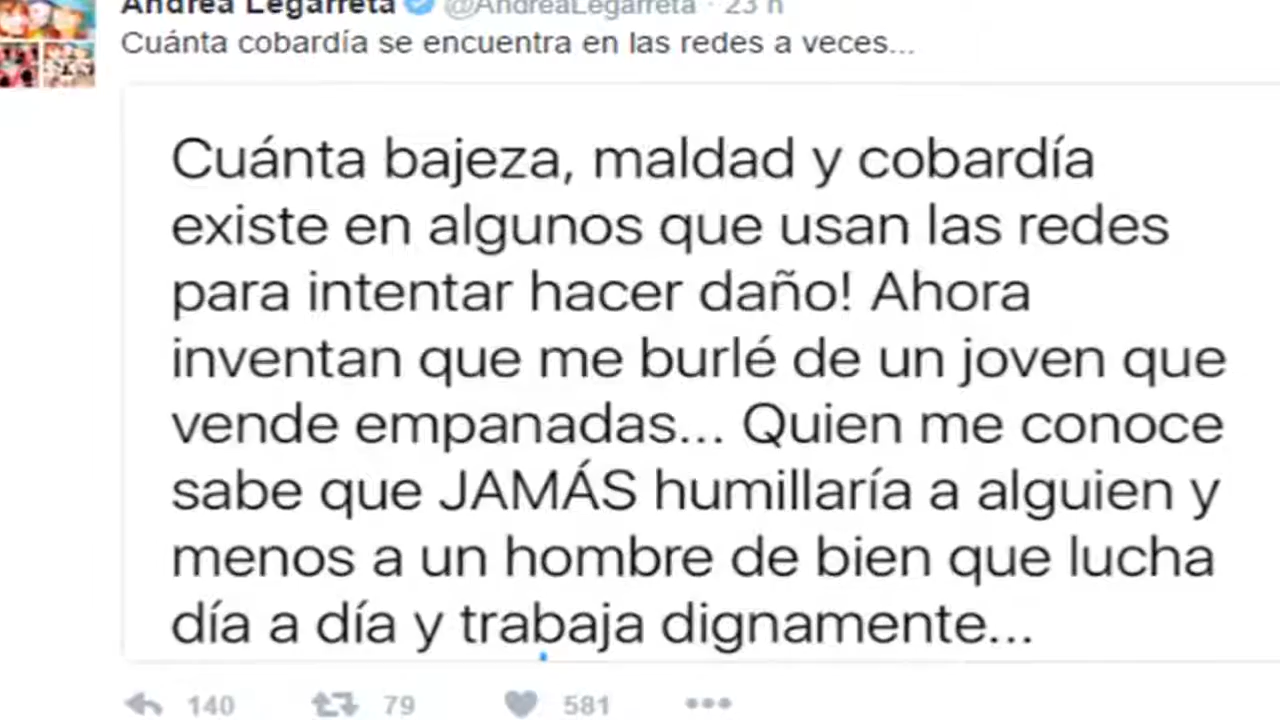 Andrea Legarreta @AndreaLegarreta · 23 h
Cuánta cobardía se encuentra en las redes a veces...
Cuánta bajeza, maldad y cobardía
existe en algunos que usan las redes
para intentar hacer daño! Ahora
inventan que me burlé de un joven que
vende empanadas... Quien me conoce
sabe que JAMÁS humillaría a alguien y
menos a un hombre de bien que lucha
día a día y trabaja dignamente...
140 79 581